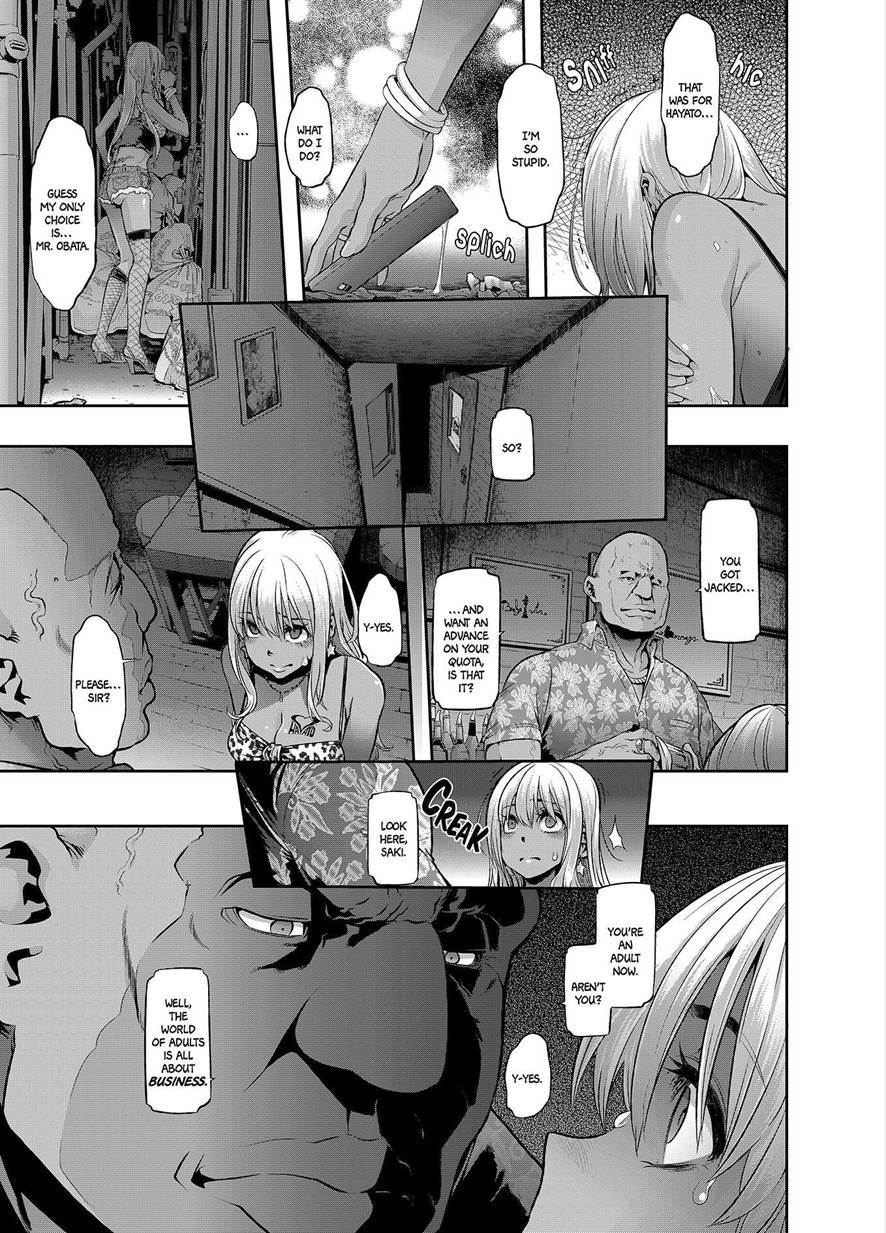 THAT
WAS FOR
HAYATO...
hic
Sniff
I'M
SO
STUPID.
WHAT
DO I
DO?
splich
...
GUESS
MY ONLY
CHOICE
IS...
MR. OBATA.
SO?
YOU
GOT
JACKED...
...AND
WANT AN
ADVANCE
ON YOUR
QUOTA,
IS THAT
IT?
Y-YES.
HAYATO
PLEASE...
SIR?
LOOK
HERE,
SAKI.
CREAK
YOU'RE
AN
ADULT
NOW.
AREN'T
YOU?
Y-YES.
WELL,
THE
WORLD
OF ADULTS
IS ALL
ABOUT
BUSINESS.